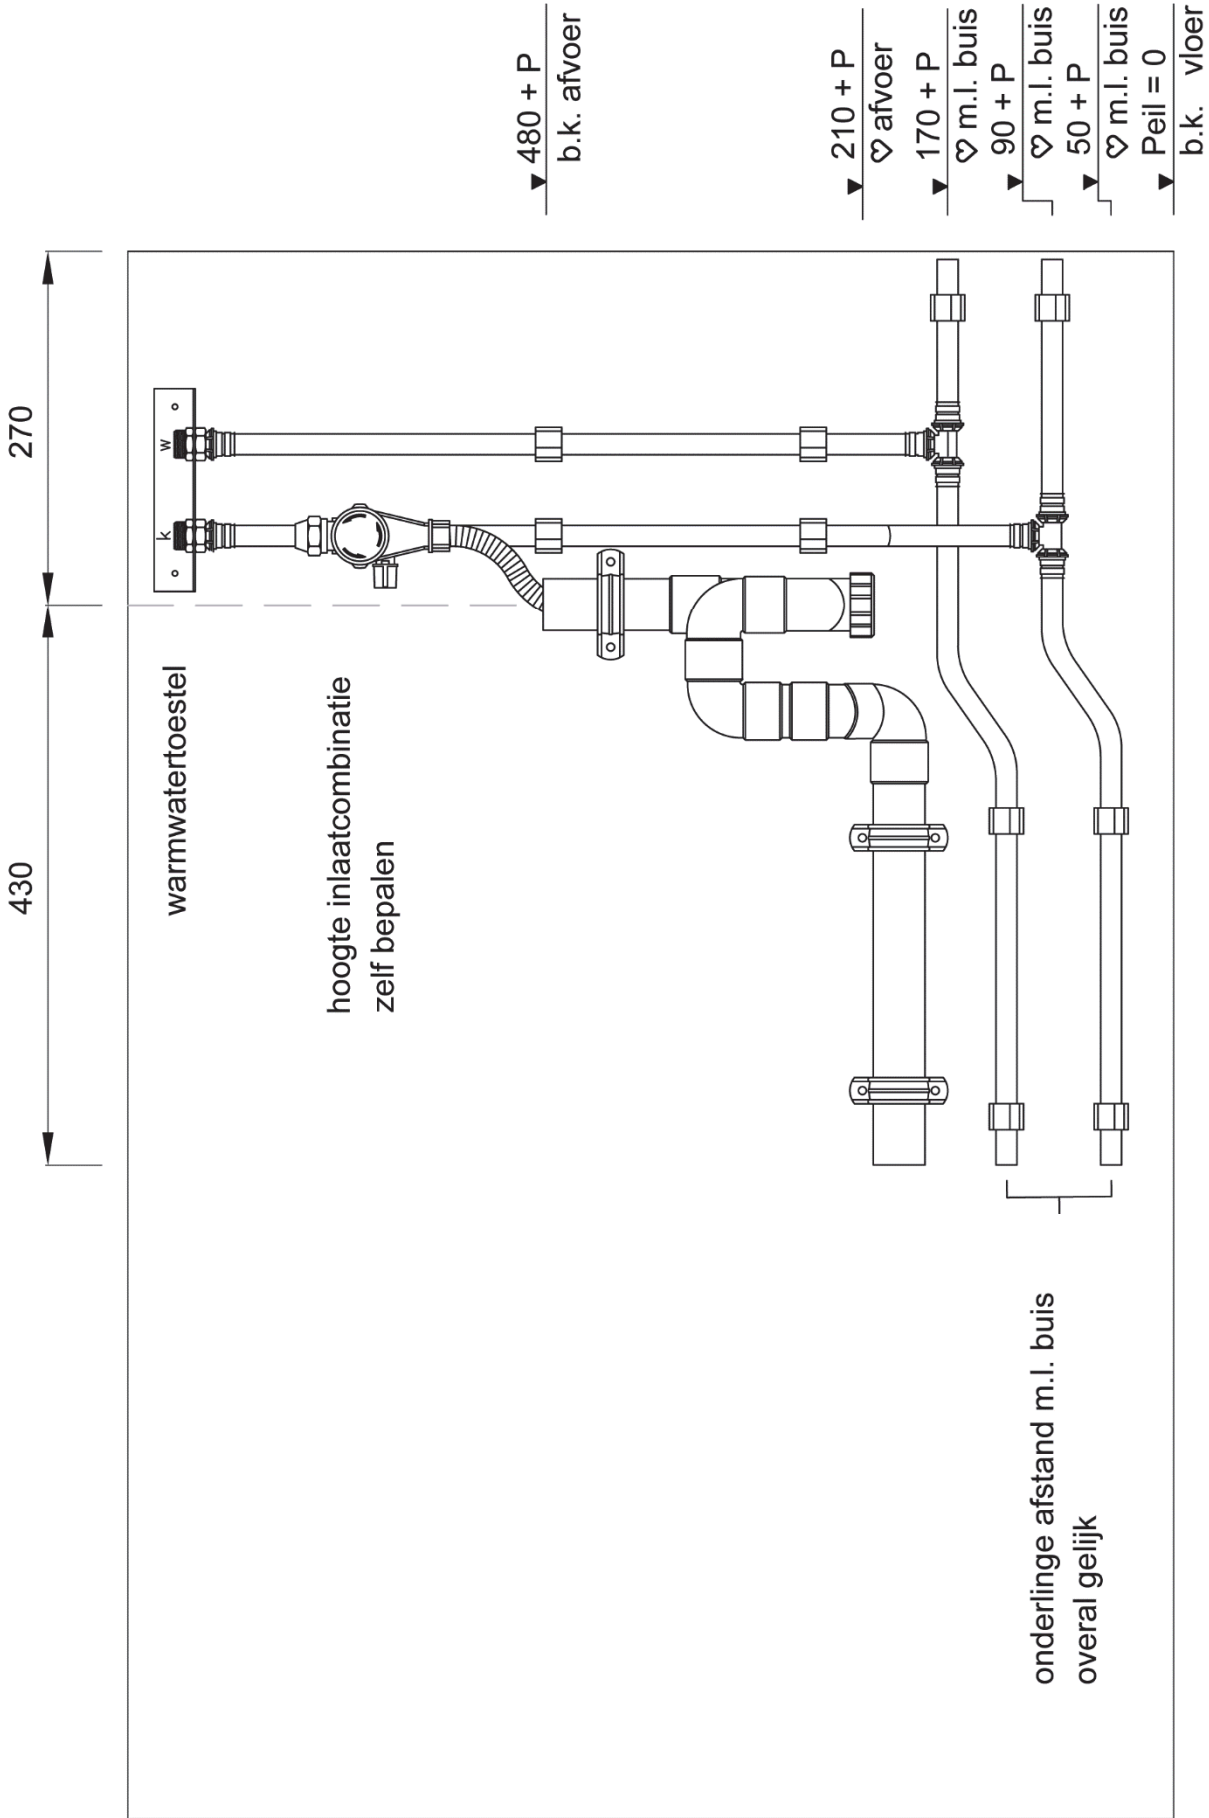 430
270
warmwatertoestel
k
w
hoogte inlaatcombinatie
zelf bepalen
480 + P
b.k. afvoer
210 + P
♡ afvoer
170 + P
♡ m.l. buis
90 + P
♡ m.l. buis
50 + P
♡ m.l. buis
Peil = 0
b.k. vloer
onderlinge afstand m.l. buis
overal gelijk